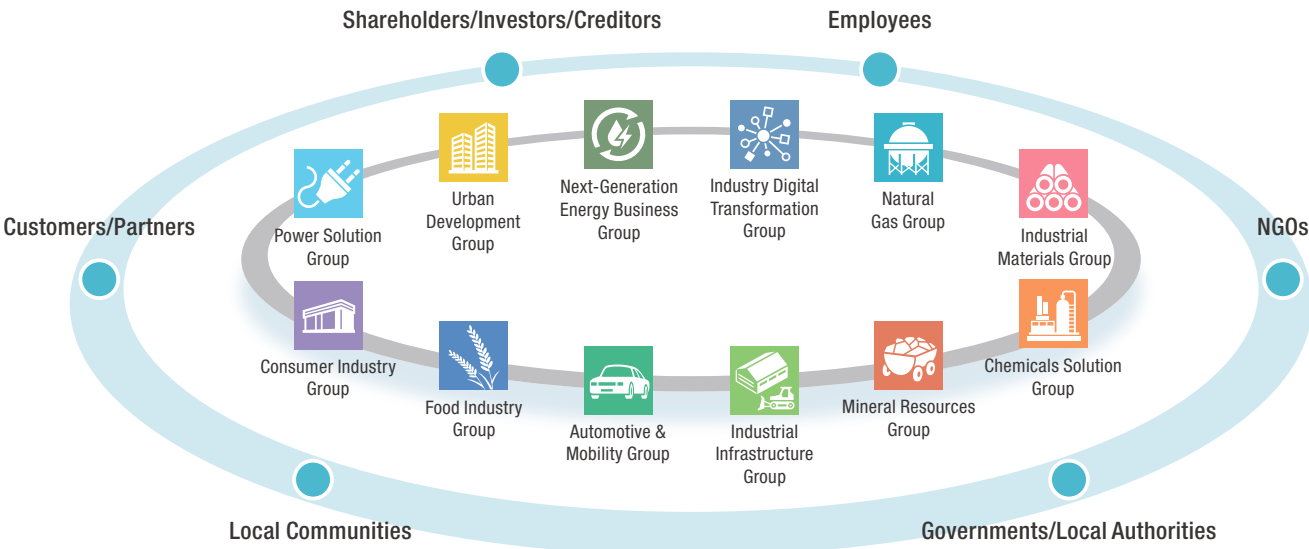 Shareholders/Investors/Creditors
Employees
Customers/Partners
NGOs
Power Solution
Group
Urban
Development
Group
Next-Generation
Energy Business
Group
Industry Digital
Transformation
Group
Natural
Gas Group
Industrial
Materials Group
Consumer Industry
Group
Food Industry
Group
Automotive &
Mobility Group
Industrial
Infrastructure
Group
Mineral Resources
Group
Chemicals Solution
Group
Local Communities
Governments/Local Authorities